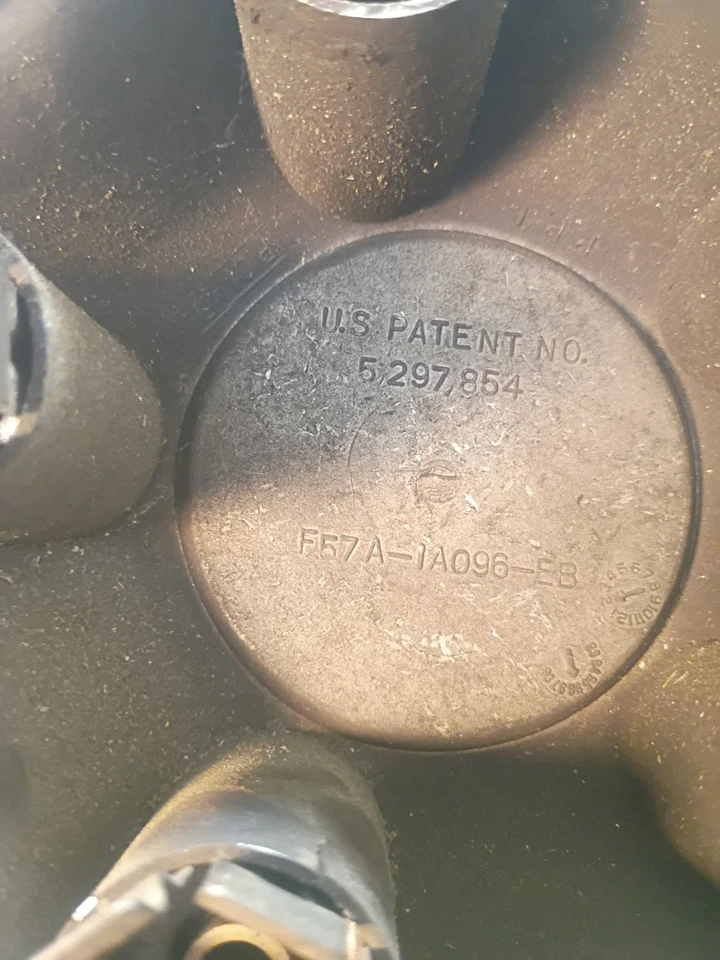 U.S PATENT NO.
5,297,854
F57A-1A096-EB